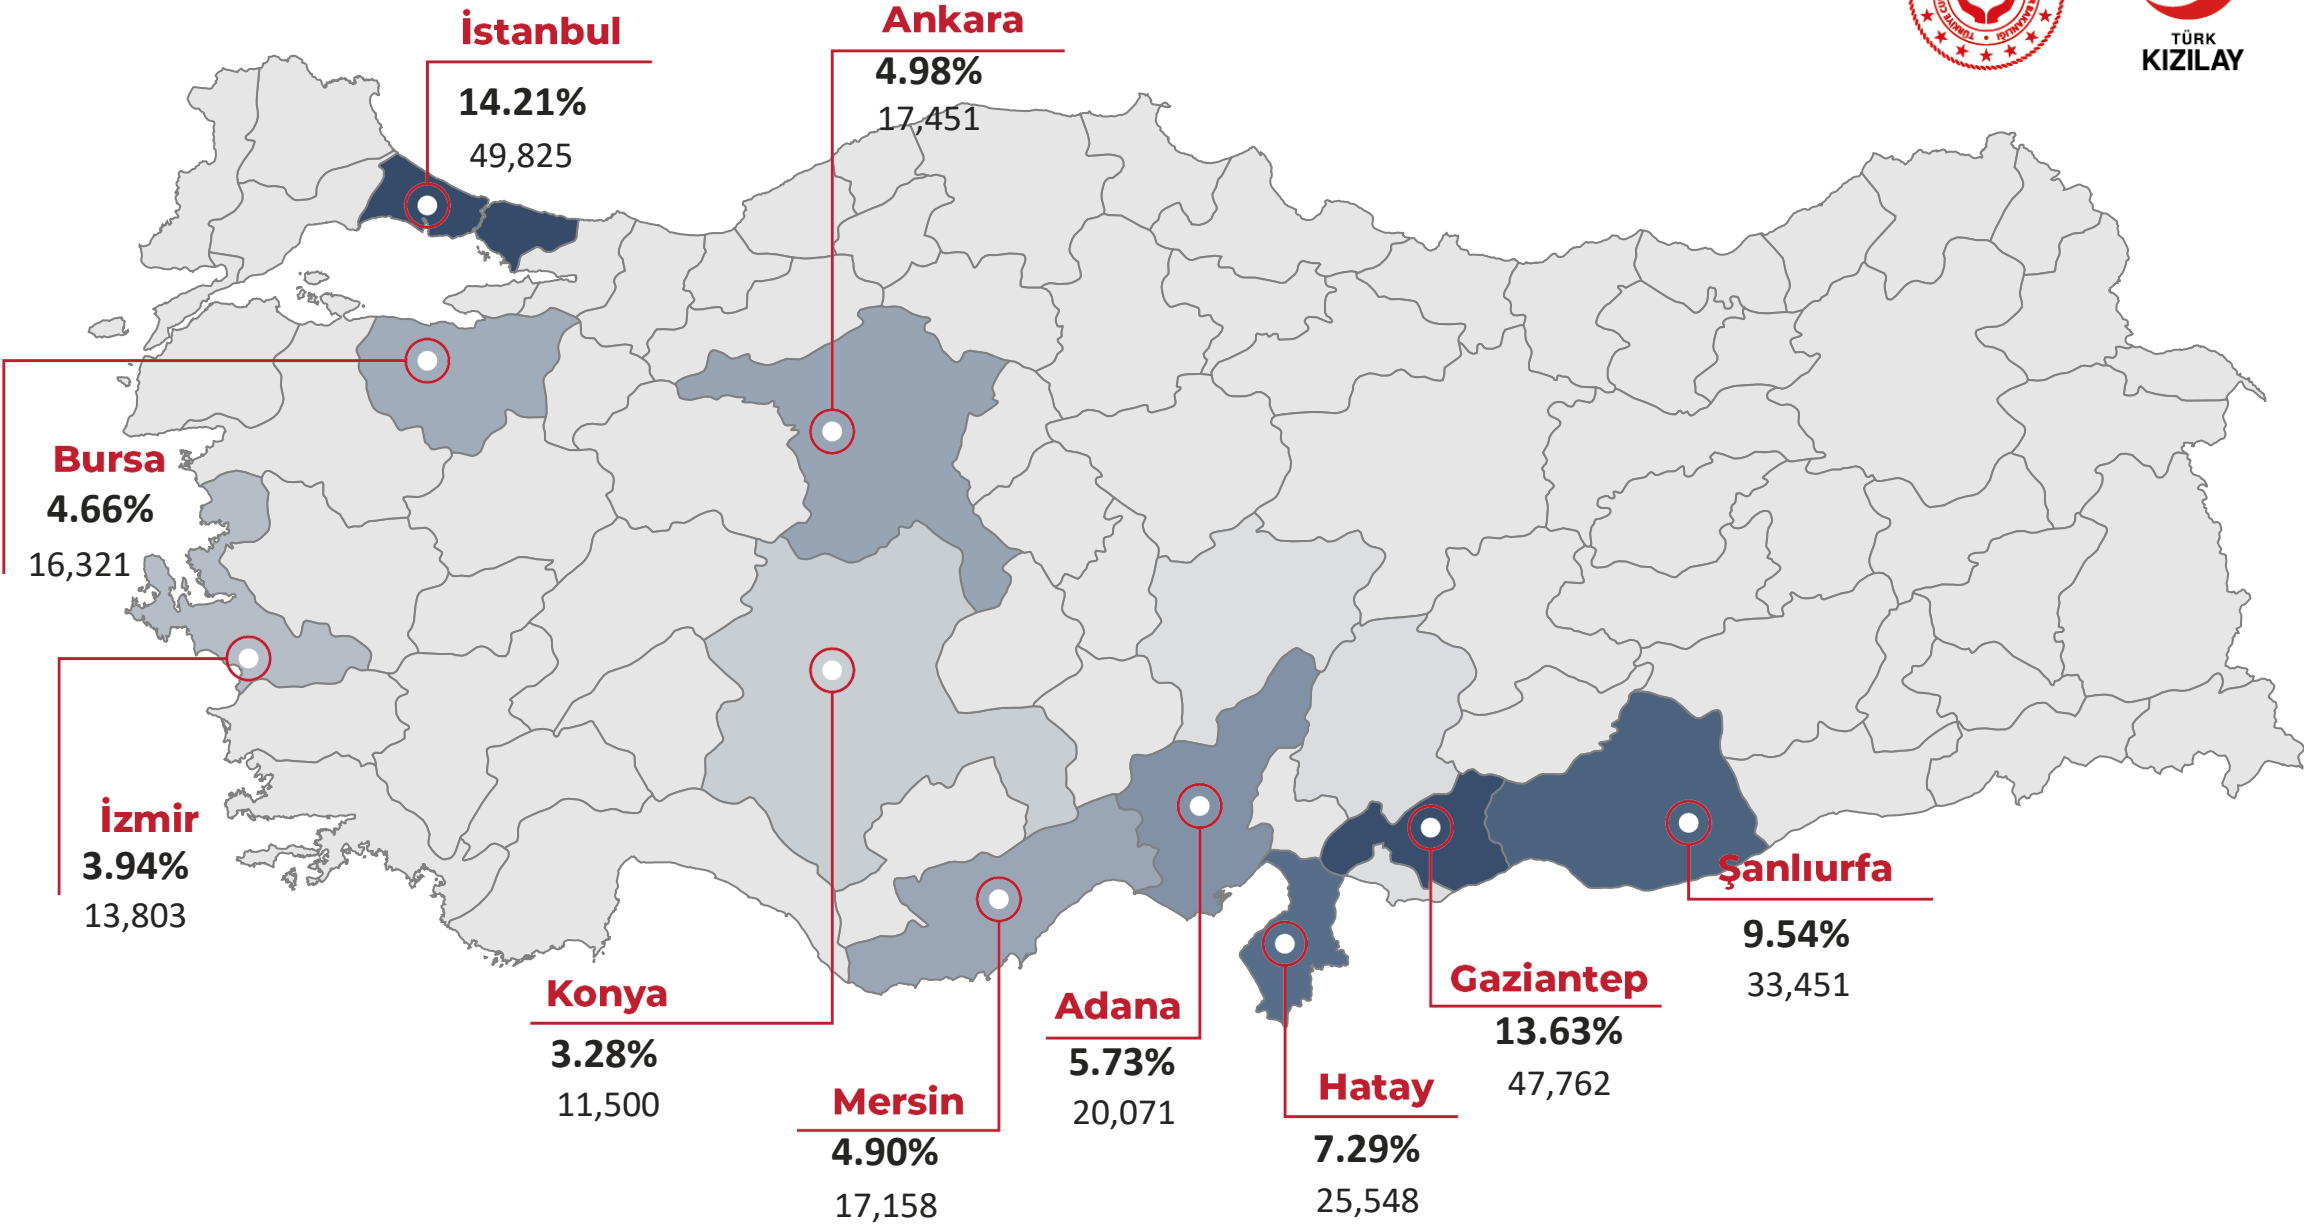 İstanbul
14.21%
49,825
Ankara
4.98%
17,451
TÜRK
KIZILAY
Bursa
4.66%
16,321
İzmir
3.94%
13,803
Konya
3.28%
11,500
Mersin
4.90%
17,158
Adana
5.73%
20,071
Hatay
7.29%
25,548
Gaziantep
13.63%
47,762
Şanlıurfa
9.54%
33,451